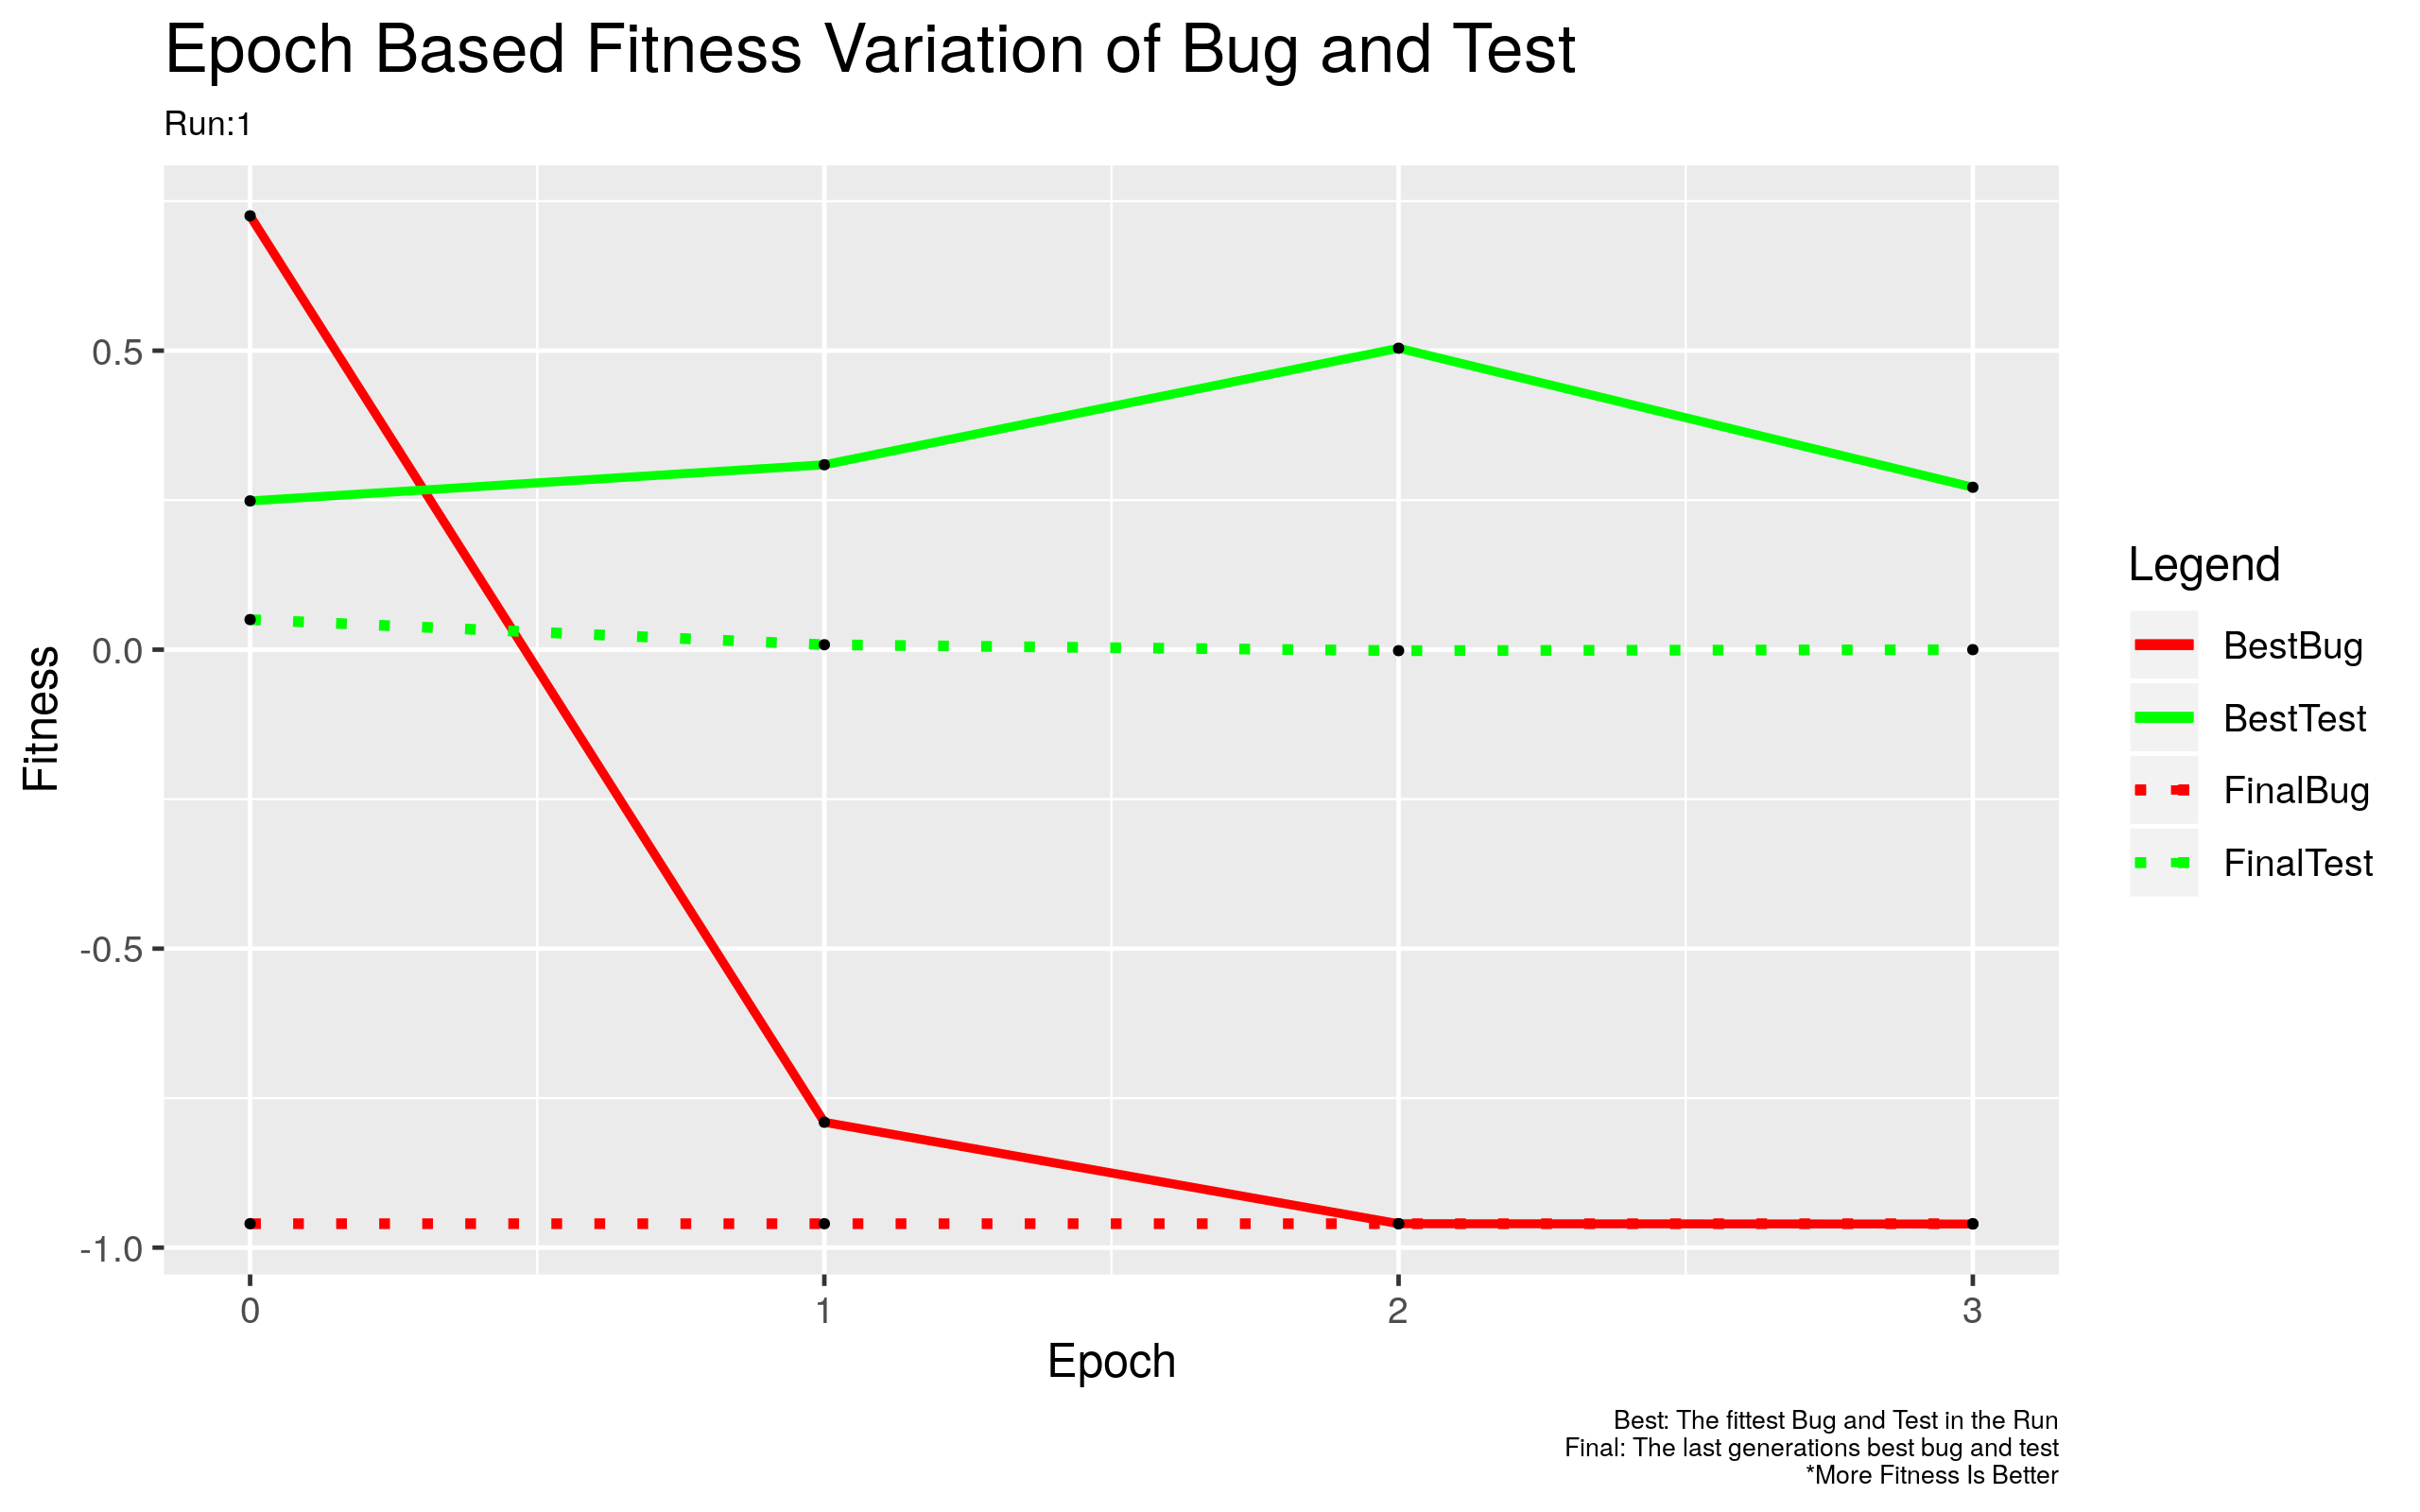 Epoch Based Fitness Variation of Bug and Test
Run:1
Fitness
0.5
0.0
-0.5
-1.0
0
1
2
3
Epoch
Legend
BestBug
BestTest
FinalBug
FinalTest
Best: The fittest Bug and Test in the Run
Final: The last generations best bug and test
*More Fitness Is Better